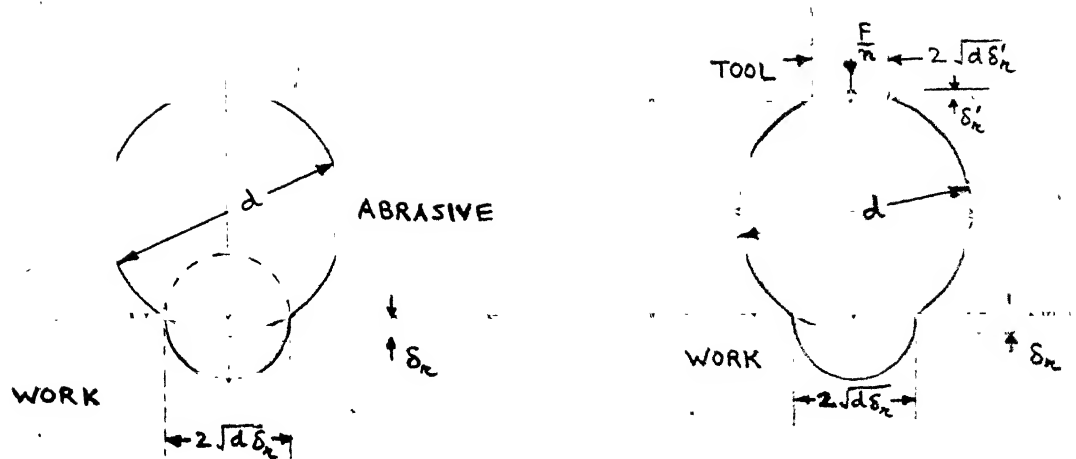 d
ABRASIVE
δr
WORK
2√dδr
TOOL
F/n
2√dδ'r
δ'r
d
WORK
δr
2√dδr